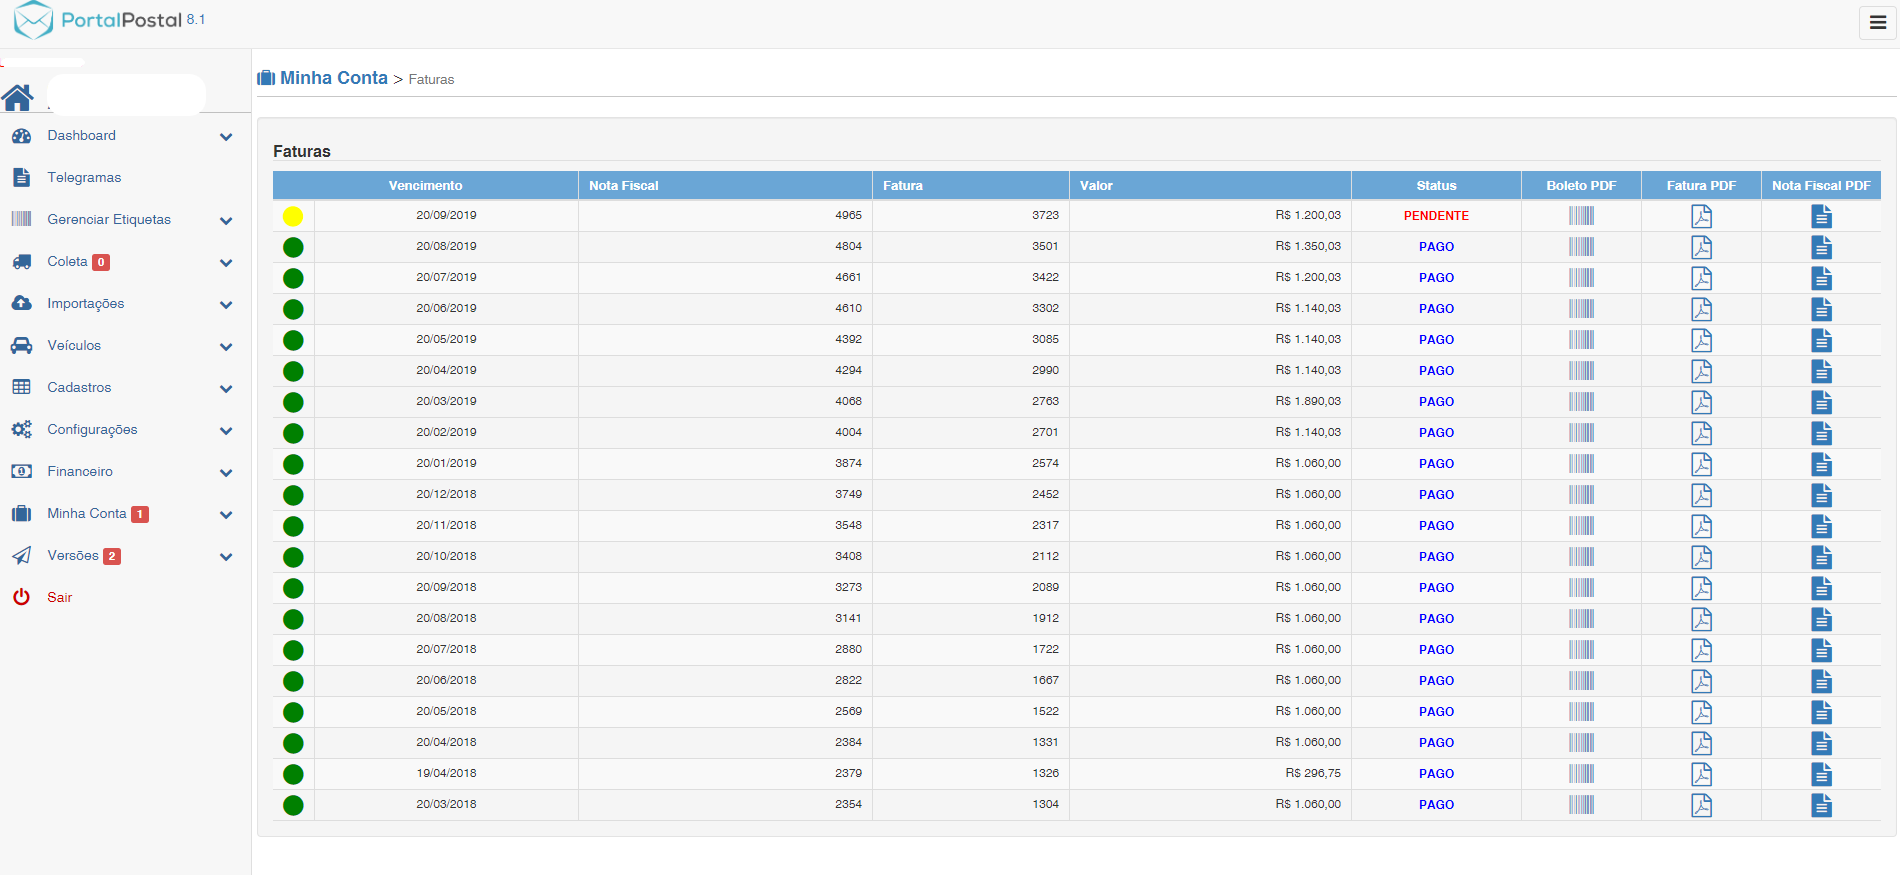 PortalPostal 8.1
Minha Conta > Faturas
Dashboard
Telegramas
Gerenciar Etiquetas
Coleta 0
Importações
Veículos
Cadastros
Configurações
Financeiro
Minha Conta 1
Versões 2
Sair
Faturas
Vencimento Nota Fiscal Fatura Valor Status Boleto PDF Fatura PDF Nota Fiscal PDF
20/09/2019 4965 3723 R$ 1.200,03 PENDENTE
20/08/2019 4804 3501 R$ 1.350,03 PAGO
20/07/2019 4661 3422 R$ 1.200,03 PAGO
20/06/2019 4610 3302 R$ 1.140,03 PAGO
20/05/2019 4392 3085 R$ 1.140,03 PAGO
20/04/2019 4294 2990 R$ 1.140,03 PAGO
20/03/2019 4068 2763 R$ 1.890,03 PAGO
20/02/2019 4004 2701 R$ 1.140,03 PAGO
20/01/2019 3874 2574 R$ 1.060,00 PAGO
20/12/2018 3749 2452 R$ 1.060,00 PAGO
20/11/2018 3548 2317 R$ 1.060,00 PAGO
20/10/2018 3408 2112 R$ 1.060,00 PAGO
20/09/2018 3273 2089 R$ 1.060,00 PAGO
20/08/2018 3141 1912 R$ 1.060,00 PAGO
20/07/2018 2880 1722 R$ 1.060,00 PAGO
20/06/2018 2822 1667 R$ 1.060,00 PAGO
20/05/2018 2569 1522 R$ 1.060,00 PAGO
20/04/2018 2384 1331 R$ 1.060,00 PAGO
19/04/2018 2379 1326 R$ 296,75 PAGO
20/03/2018 2354 1304 R$ 1.060,00 PAGO